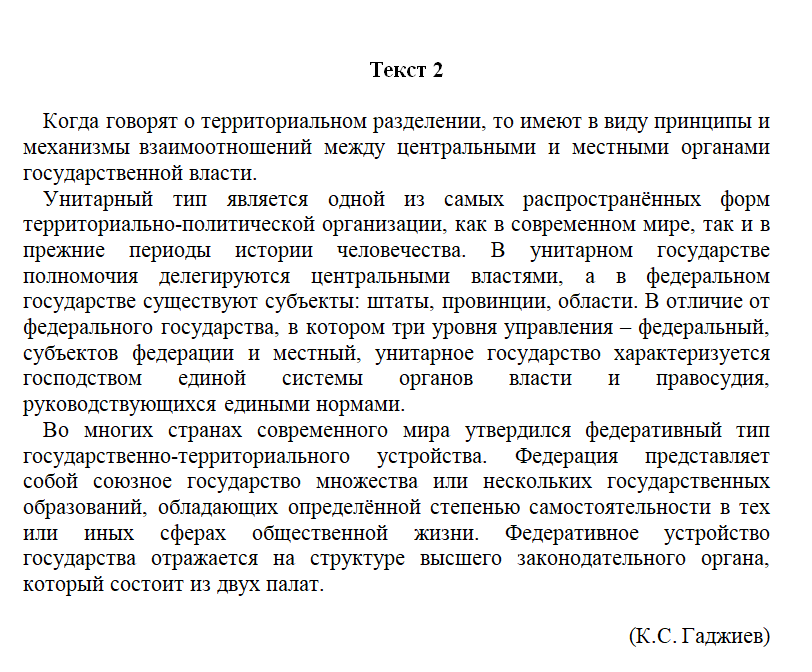 Текст 2
Когда говорят о территориальном разделении, то имеют в виду принципы и
механизмы взаимоотношений между центральными и местными органами
государственной власти.
Унитарный тип является одной из самых распространённых форм
территориально-политической организации, как в современном мире, так и в
прежние периоды истории человечества. В унитарном государстве
полномочия делегируются центральными властями, а в федеральном
государстве существуют субъекты: штаты, провинции, области. В отличие от
федерального государства, в котором три уровня управления – федеральный,
субъектов федерации и местный, унитарное государство характеризуется
господством единой системы органов власти и правосудия,
руководствующихся едиными нормами.
Во многих странах современного мира утвердился федеративный тип
государственно-территориального устройства. Федерация представляет
собой союзное государство множества или нескольких государственных
образований, обладающих определённой степенью самостоятельности в тех
или иных сферах общественной жизни. Федеративное устройство
государства отражается на структуре высшего законодательного органа,
который состоит из двух палат.
(К.С. Гаджиев)